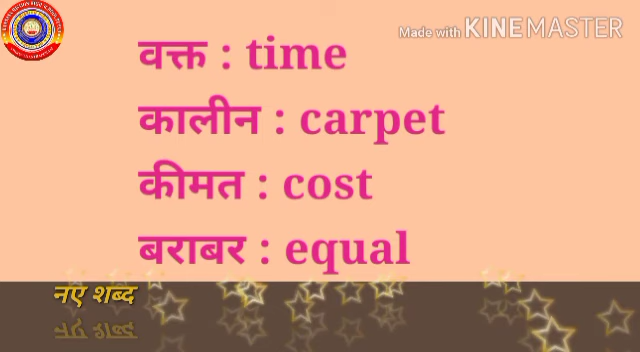 Made with KINEMASTER
वक्त : time
कालीन : carpet
कीमत : cost
बराबर : equal
नए शब्द